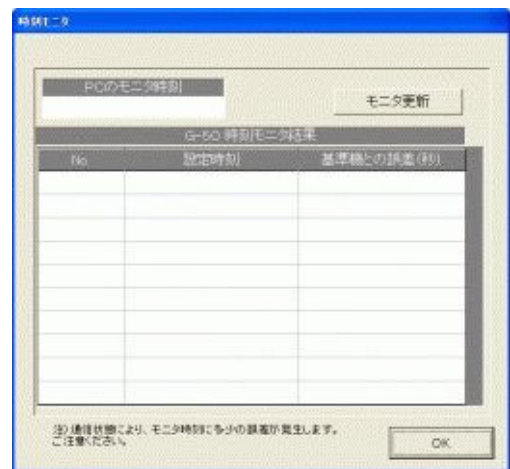 時刻モニタ
PCのモニタ時刻
モニタ更新
G-50 時刻モニタ結果
No.
設定時刻
基準機との誤差(秒)
注) 通信状態により、モニタ時刻に多少の誤差が発生します。
ご注意ください。
OK